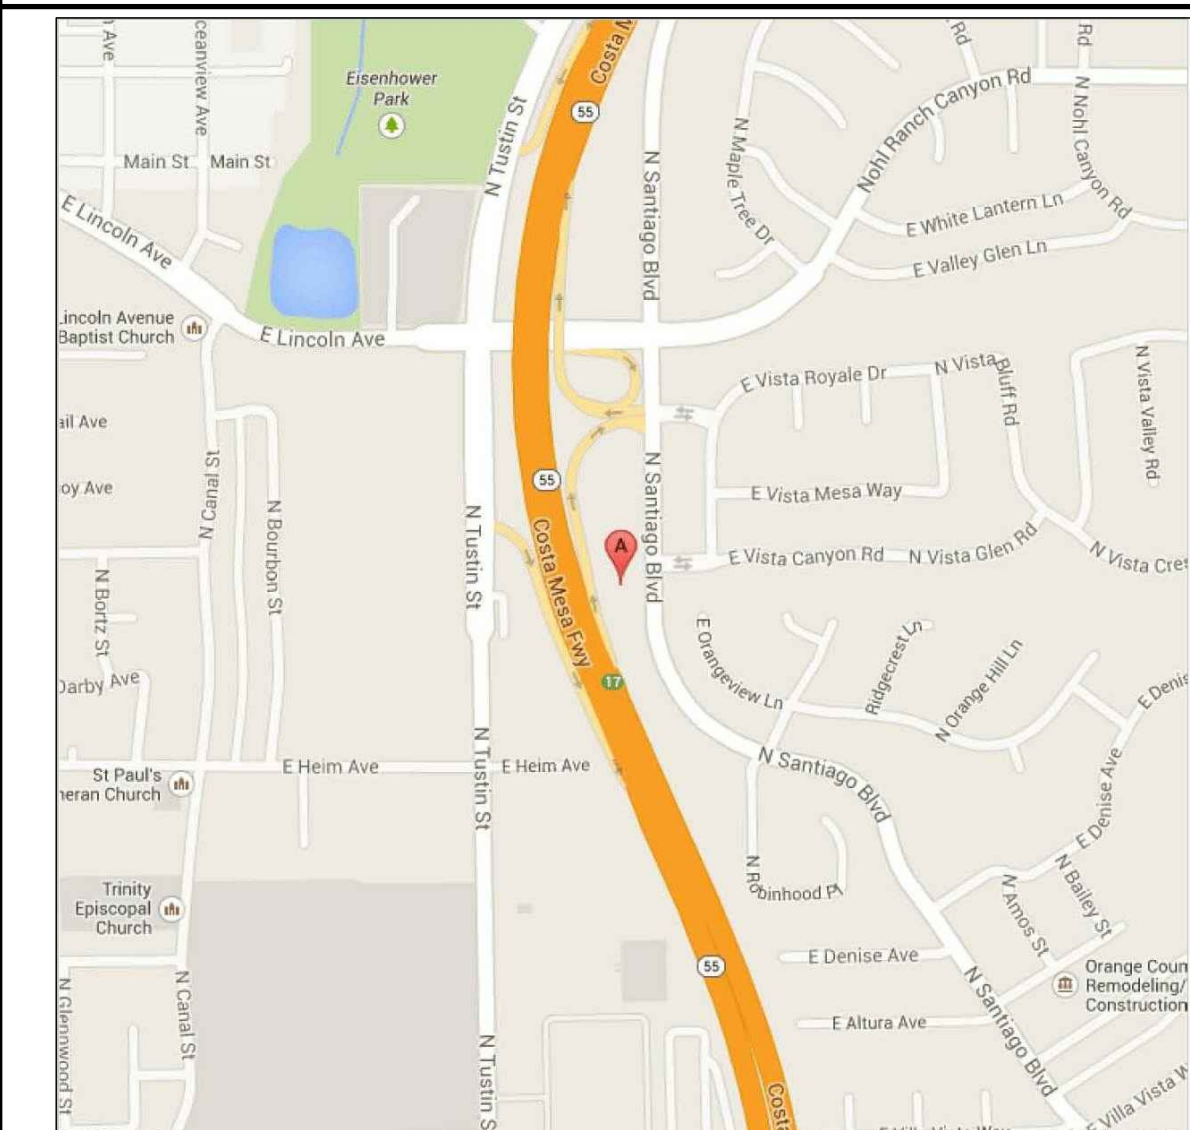 Ave
ceanview Ave
Eisenhower
Park
N Tustin St
Costa M
55
N Santiago Blvd
N Maple Tree Dr
Rd
Nohl Ranch Canyon Rd
Rd
N Nohl Canyon Rd
Main St
Main St
E Lincoln Ave
E White Lantern Ln
E Valley Glen Ln
Lincoln Avenue
Baptist Church
E Lincoln Ave
E Vista Royale Dr
N Vista
Bluff Rd
N Vista Valley Rd
ail Ave
oy Ave
N Canal St
N Bourbon St
N Tustin St
55
Costa Mesa Fwy
N Santiago Blvd
A
E Vista Mesa Way
E Vista Canyon Rd
N Vista Glen Rd
N Vista Cres
N Bortz St
Darby Ave
E Orangeview Ln
Ridgecrest Ln
N Orange Hill Ln
E Denis
17
St Paul's
heran Church
E Heim Ave
N Tustin St
E Heim Ave
N Santiago Blvd
E Denise Ave
N Robinhood Pl
N Bailey St
N Amos St
Trinity
Episcopal
Church
55
E Denise Ave
Orange Coun
Remodeling/
Construction
N Glennwood St
N Canal St
N Tustin S
E Altura Ave
N Santiago Blvd
Costa
E Villa Vista W